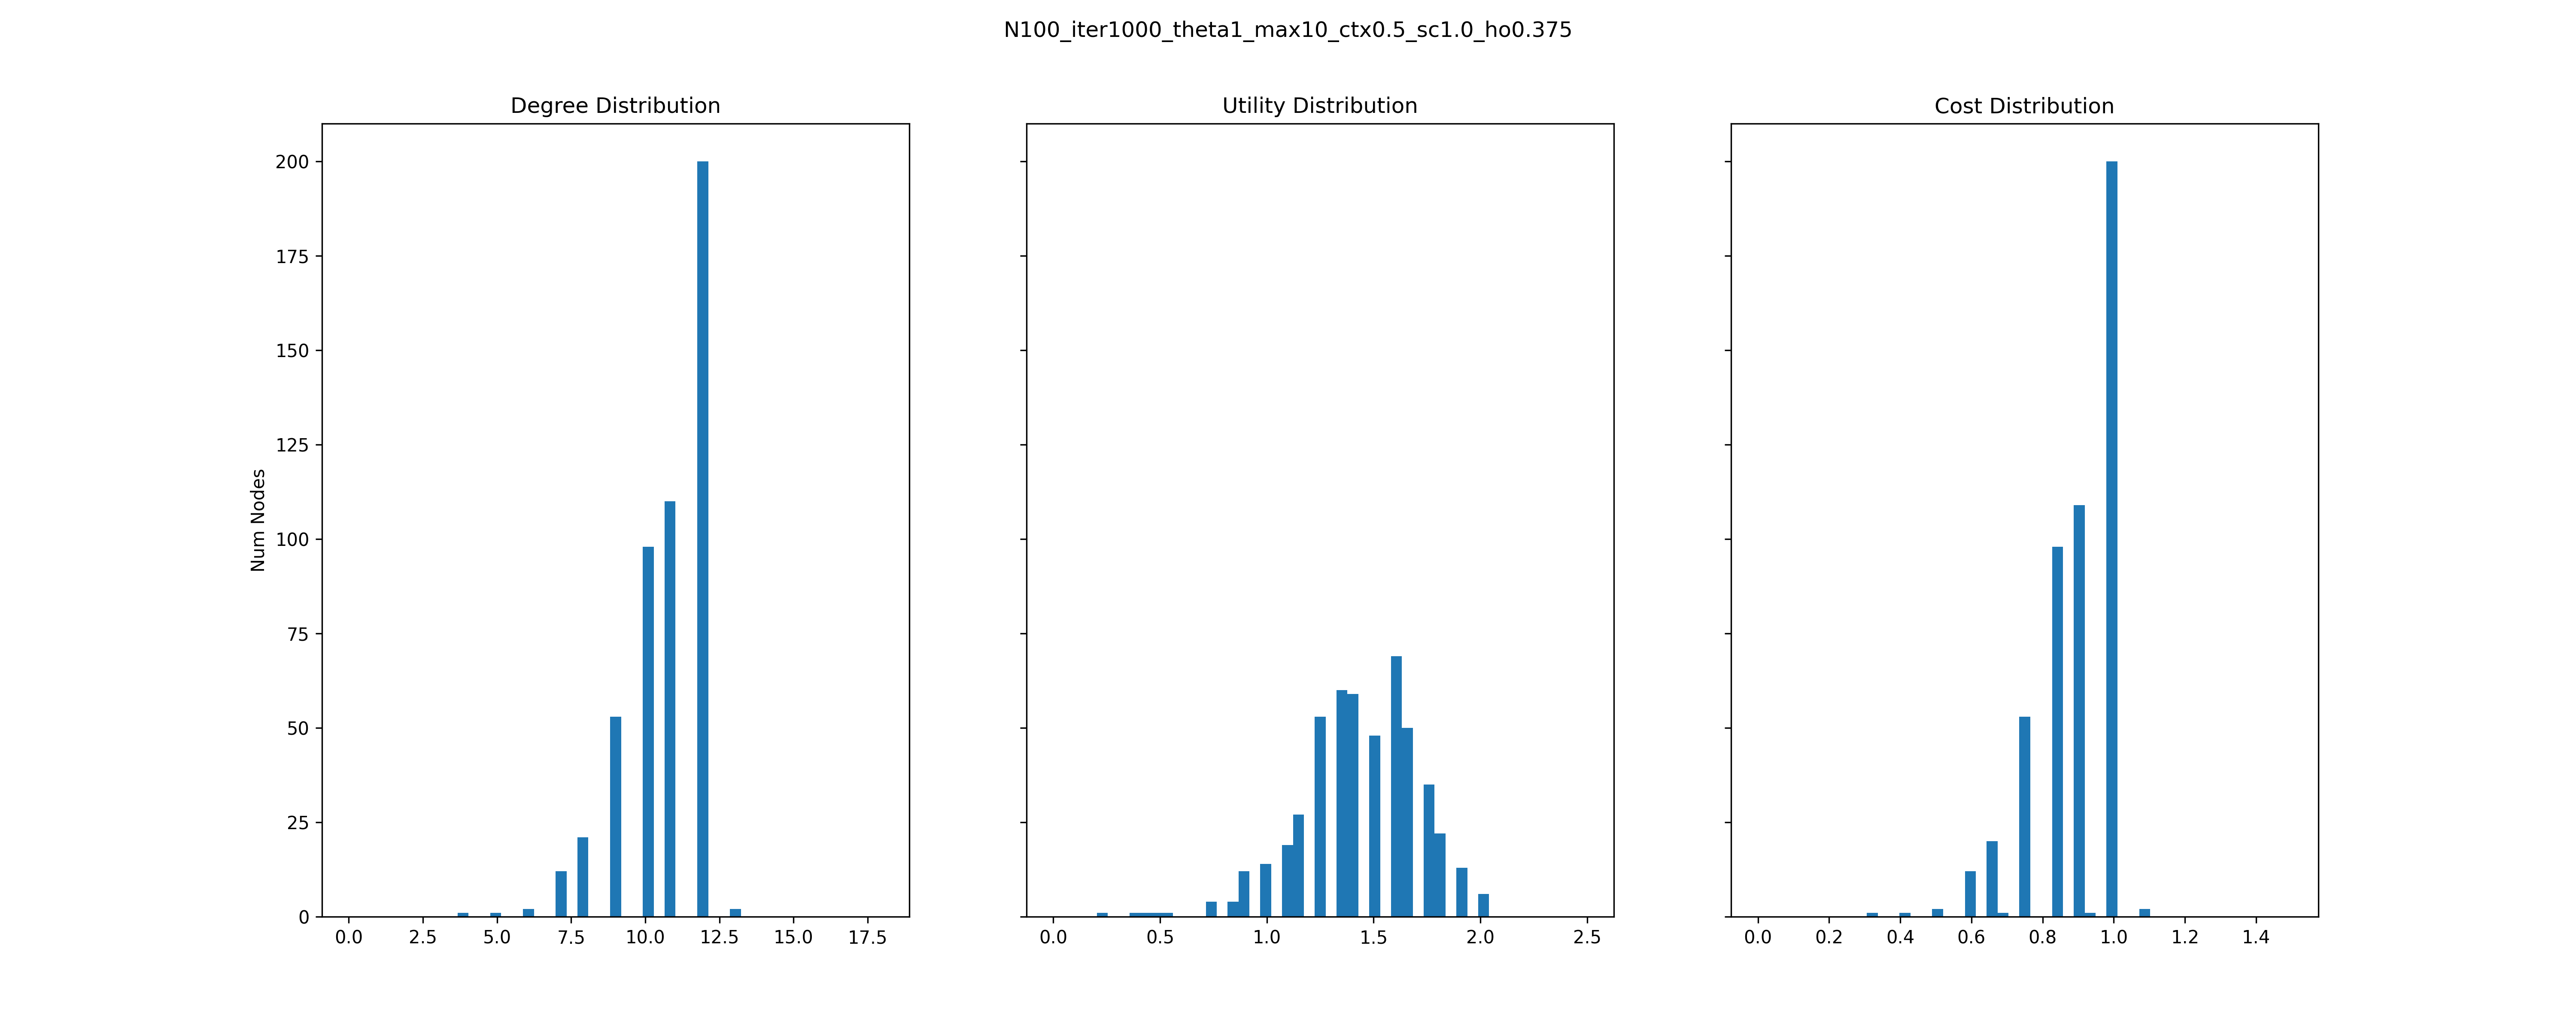 N100_iter1000_theta1_max10_ctx0.5_sc1.0_ho0.375
Degree Distribution
Num Nodes
200
175
150
125
100
75
50
25
0
0.0 2.5 5.0 7.5 10.0 12.5 15.0 17.5
Utility Distribution
0.0 0.5 1.0 1.5 2.0 2.5
Cost Distribution
0.0 0.2 0.4 0.6 0.8 1.0 1.2 1.4